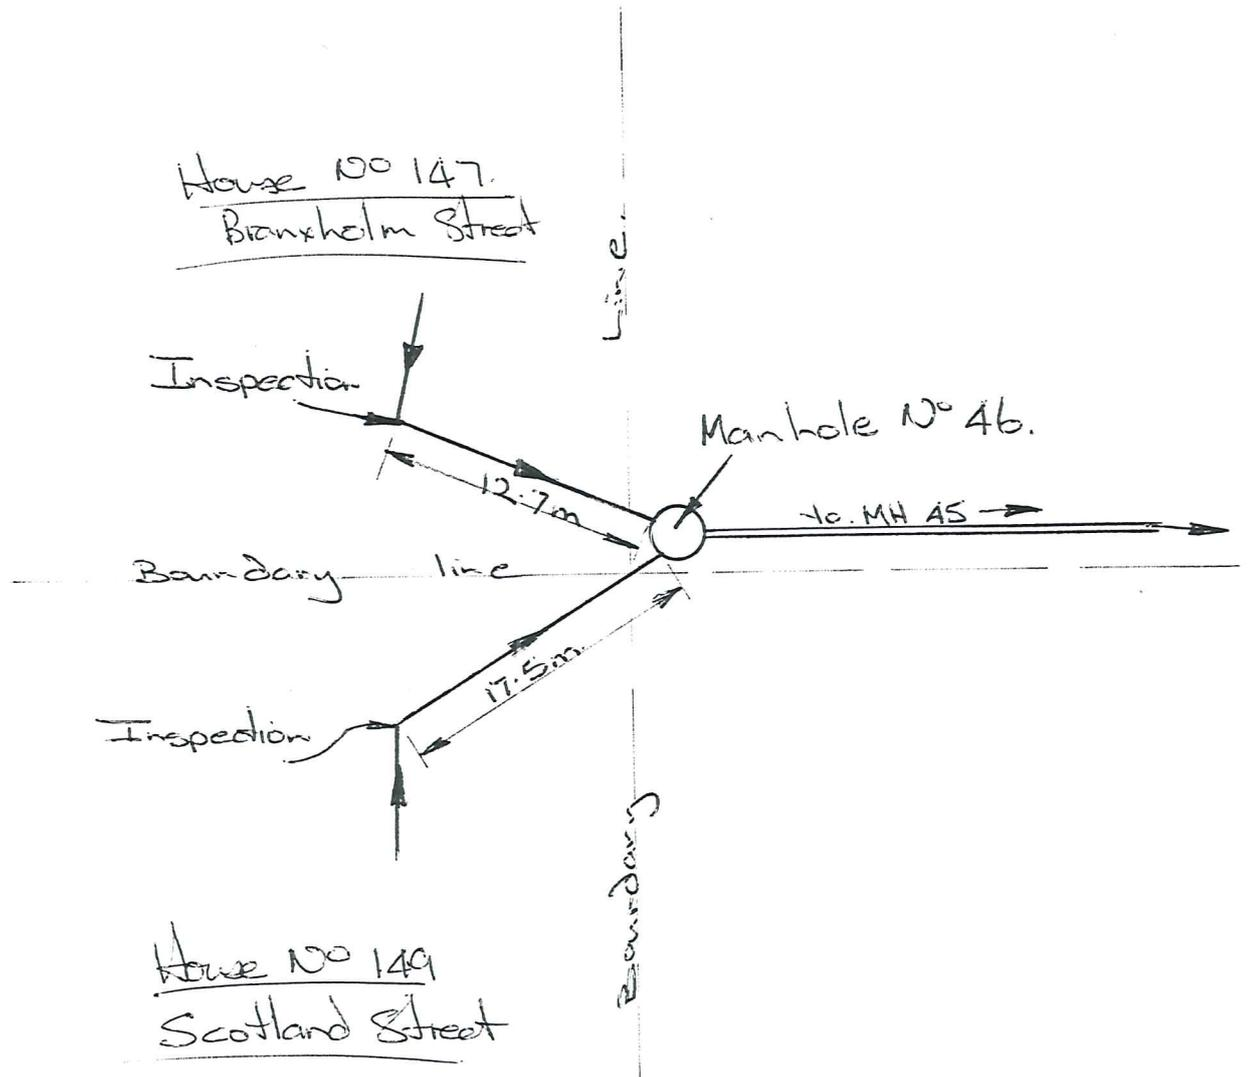 House No 147.
Branxholm Street
Line.
Inspection
Manhole No 46.
12.7m
to. MH 45
Boundary line
17.5m.
Inspection
Boundary
House No 149
Scotland Street